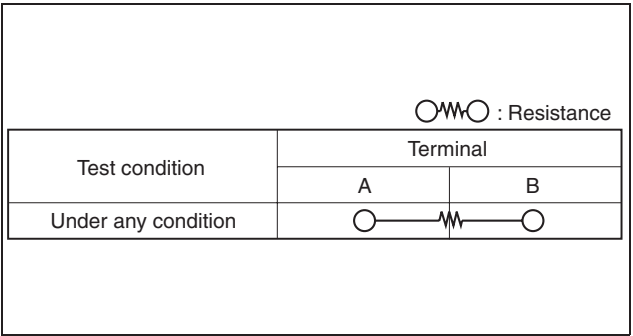 : Resistance
Test condition
Terminal
A
B
Under any condition